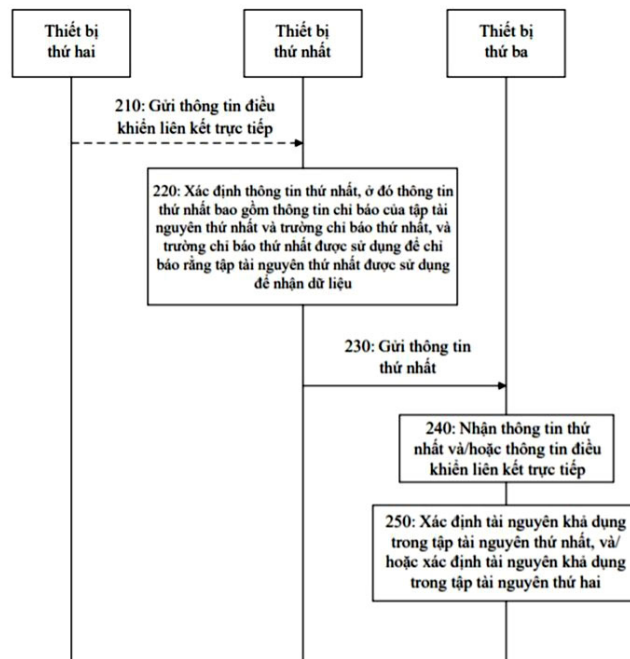 Thiết bị
thứ hai
Thiết bị
thứ nhất
Thiết bị
thứ ba
210: Gửi thông tin điều
khiển liên kết trực tiếp
220: Xác định thông tin thứ nhất, ở đó thông tin
thứ nhất bao gồm thông tin chỉ báo của tập tài
nguyên thứ nhất và trường chỉ báo thứ nhất, và
trường chỉ báo thứ nhất được sử dụng để chỉ
báo rằng tập tài nguyên thứ nhất được sử dụng
để nhận dữ liệu
230: Gửi thông tin
thứ nhất
240: Nhận thông tin thứ
nhất và/hoặc thông tin điều
khiển liên kết trực tiếp
250: Xác định tài nguyên khả dụng
trong tập tài nguyên thứ nhất, và/
hoặc xác định tài nguyên khả dụng
trong tập tài nguyên thứ hai